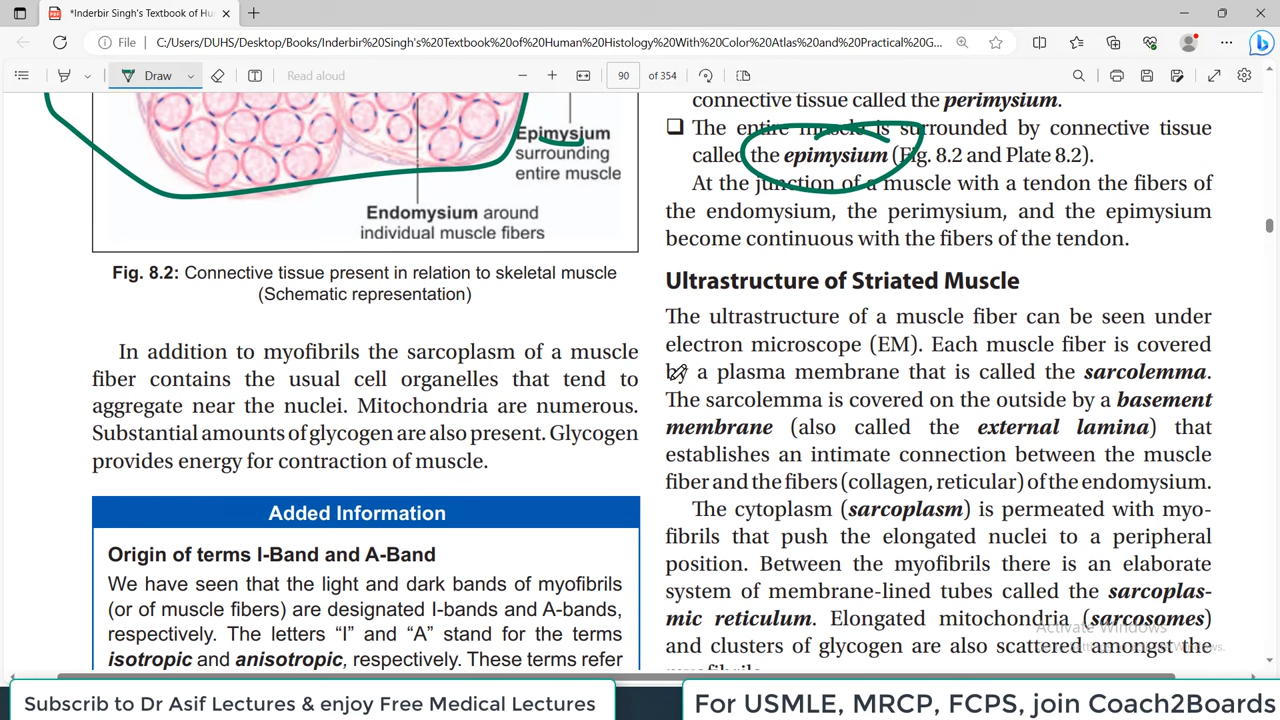 *Inderbir Singh's Textbook of Hu
File
C:/Users/DUHS/Desktop/Books/Inderbir%20Singh's%20Textbook%20of%20Human%20Histology%20With%20Color%20Atlas%20and%20Practical%20G...
Draw
Read aloud
90 of 354
Epimysium
surrounding
entire muscle
Endomysium around
individual muscle fibers
Fig. 8.2: Connective tissue present in relation to skeletal muscle
(Schematic representation)
In addition to myofibrils the sarcoplasm of a muscle
fiber contains the usual cell organelles that tend to
aggregate near the nuclei. Mitochondria are numerous.
Substantial amounts of glycogen are also present. Glycogen
provides energy for contraction of muscle.
Added Information
Origin of terms I-Band and A-Band
We have seen that the light and dark bands of myofibrils
(or of muscle fibers) are designated I-bands and A-bands,
respectively. The letters “I” and “A” stand for the terms
isotropic and anisotropic, respectively. These terms refer
connective tissue called the perimysium.
❑ The entire muscle is surrounded by connective tissue
called the epimysium (Fig. 8.2 and Plate 8.2).
At the junction of a muscle with a tendon the fibers of
the endomysium, the perimysium, and the epimysium
become continuous with the fibers of the tendon.
Ultrastructure of Striated Muscle
The ultrastructure of a muscle fiber can be seen under
electron microscope (EM). Each muscle fiber is covered
by a plasma membrane that is called the sarcolemma.
The sarcolemma is covered on the outside by a basement
membrane (also called the external lamina) that
establishes an intimate connection between the muscle
fiber and the fibers (collagen, reticular) of the endomysium.
The cytoplasm (sarcoplasm) is permeated with myo-
fibrils that push the elongated nuclei to a peripheral
position. Between the myofibrils there is an elaborate
system of membrane-lined tubes called the sarcoplas-
mic reticulum. Elongated mitochondria (sarcosomes)
and clusters of glycogen are also scattered amongst the
Activate Windows
Subscrib to Dr Asif Lectures & enjoy Free Medical Lectures
For USMLE, MRCP, FCPS, join Coach2Boards